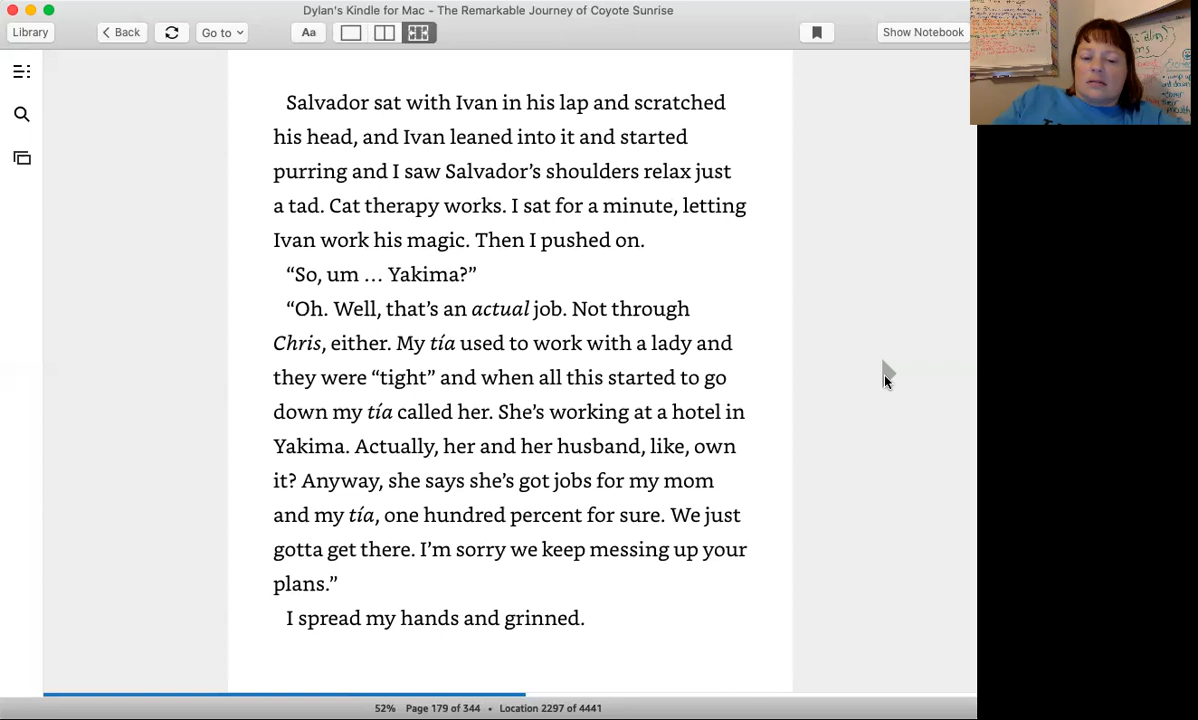 Dylan's Kindle for Mac - The Remarkable Journey of Coyote Sunrise
Library
Back
Go to
Aa
Show Notebook
Salvador sat with Ivan in his lap and scratched
his head, and Ivan leaned into it and started
purring and I saw Salvador’s shoulders relax just
a tad. Cat therapy works. I sat for a minute, letting
Ivan work his magic. Then I pushed on.
“So, um … Yakima?”
“Oh. Well, that’s an actual job. Not through
Chris, either. My tía used to work with a lady and
they were “tight” and when all this started to go
down my tía called her. She’s working at a hotel in
Yakima. Actually, her and her husband, like, own
it? Anyway, she says she’s got jobs for my mom
and my tía, one hundred percent for sure. We just
gotta get there. I’m sorry we keep messing up your
plans.”
I spread my hands and grinned.
52% Page 179 of 344 • Location 2297 of 4441